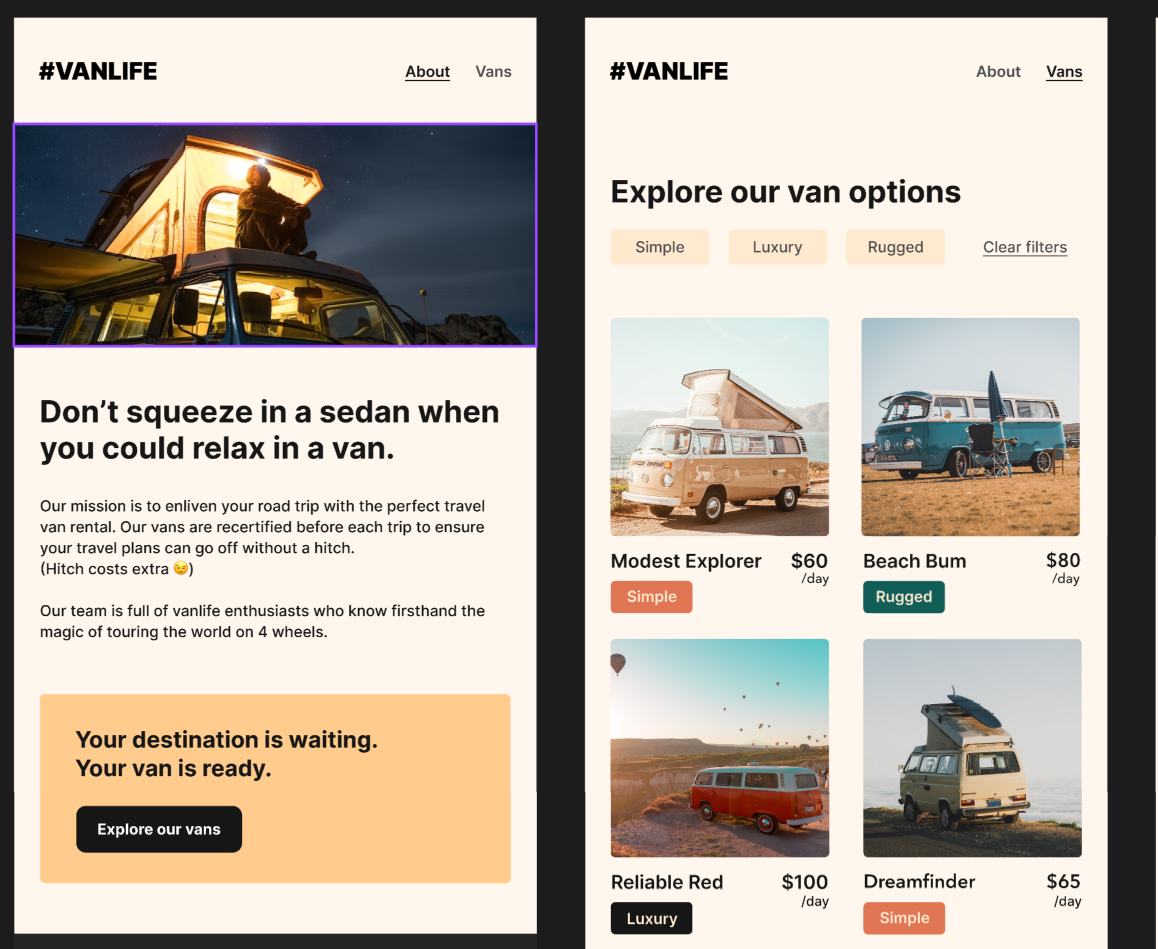 #VANLIFE
About Vans
Don’t squeeze in a sedan when
you could relax in a van.
Our mission is to enliven your road trip with the perfect travel
van rental. Our vans are recertified before each trip to ensure
your travel plans can go off without a hitch.
(Hitch costs extra 😉)
Our team is full of vanlife enthusiasts who know firsthand the
magic of touring the world on 4 wheels.
Your destination is waiting.
Your van is ready.
Explore our vans
#VANLIFE
About Vans
Explore our van options
Simple Luxury Rugged Clear filters
Modest Explorer $60
/day
Simple
Beach Bum $80
/day
Rugged
Reliable Red $100
/day
Luxury
Dreamfinder $65
/day
Simple